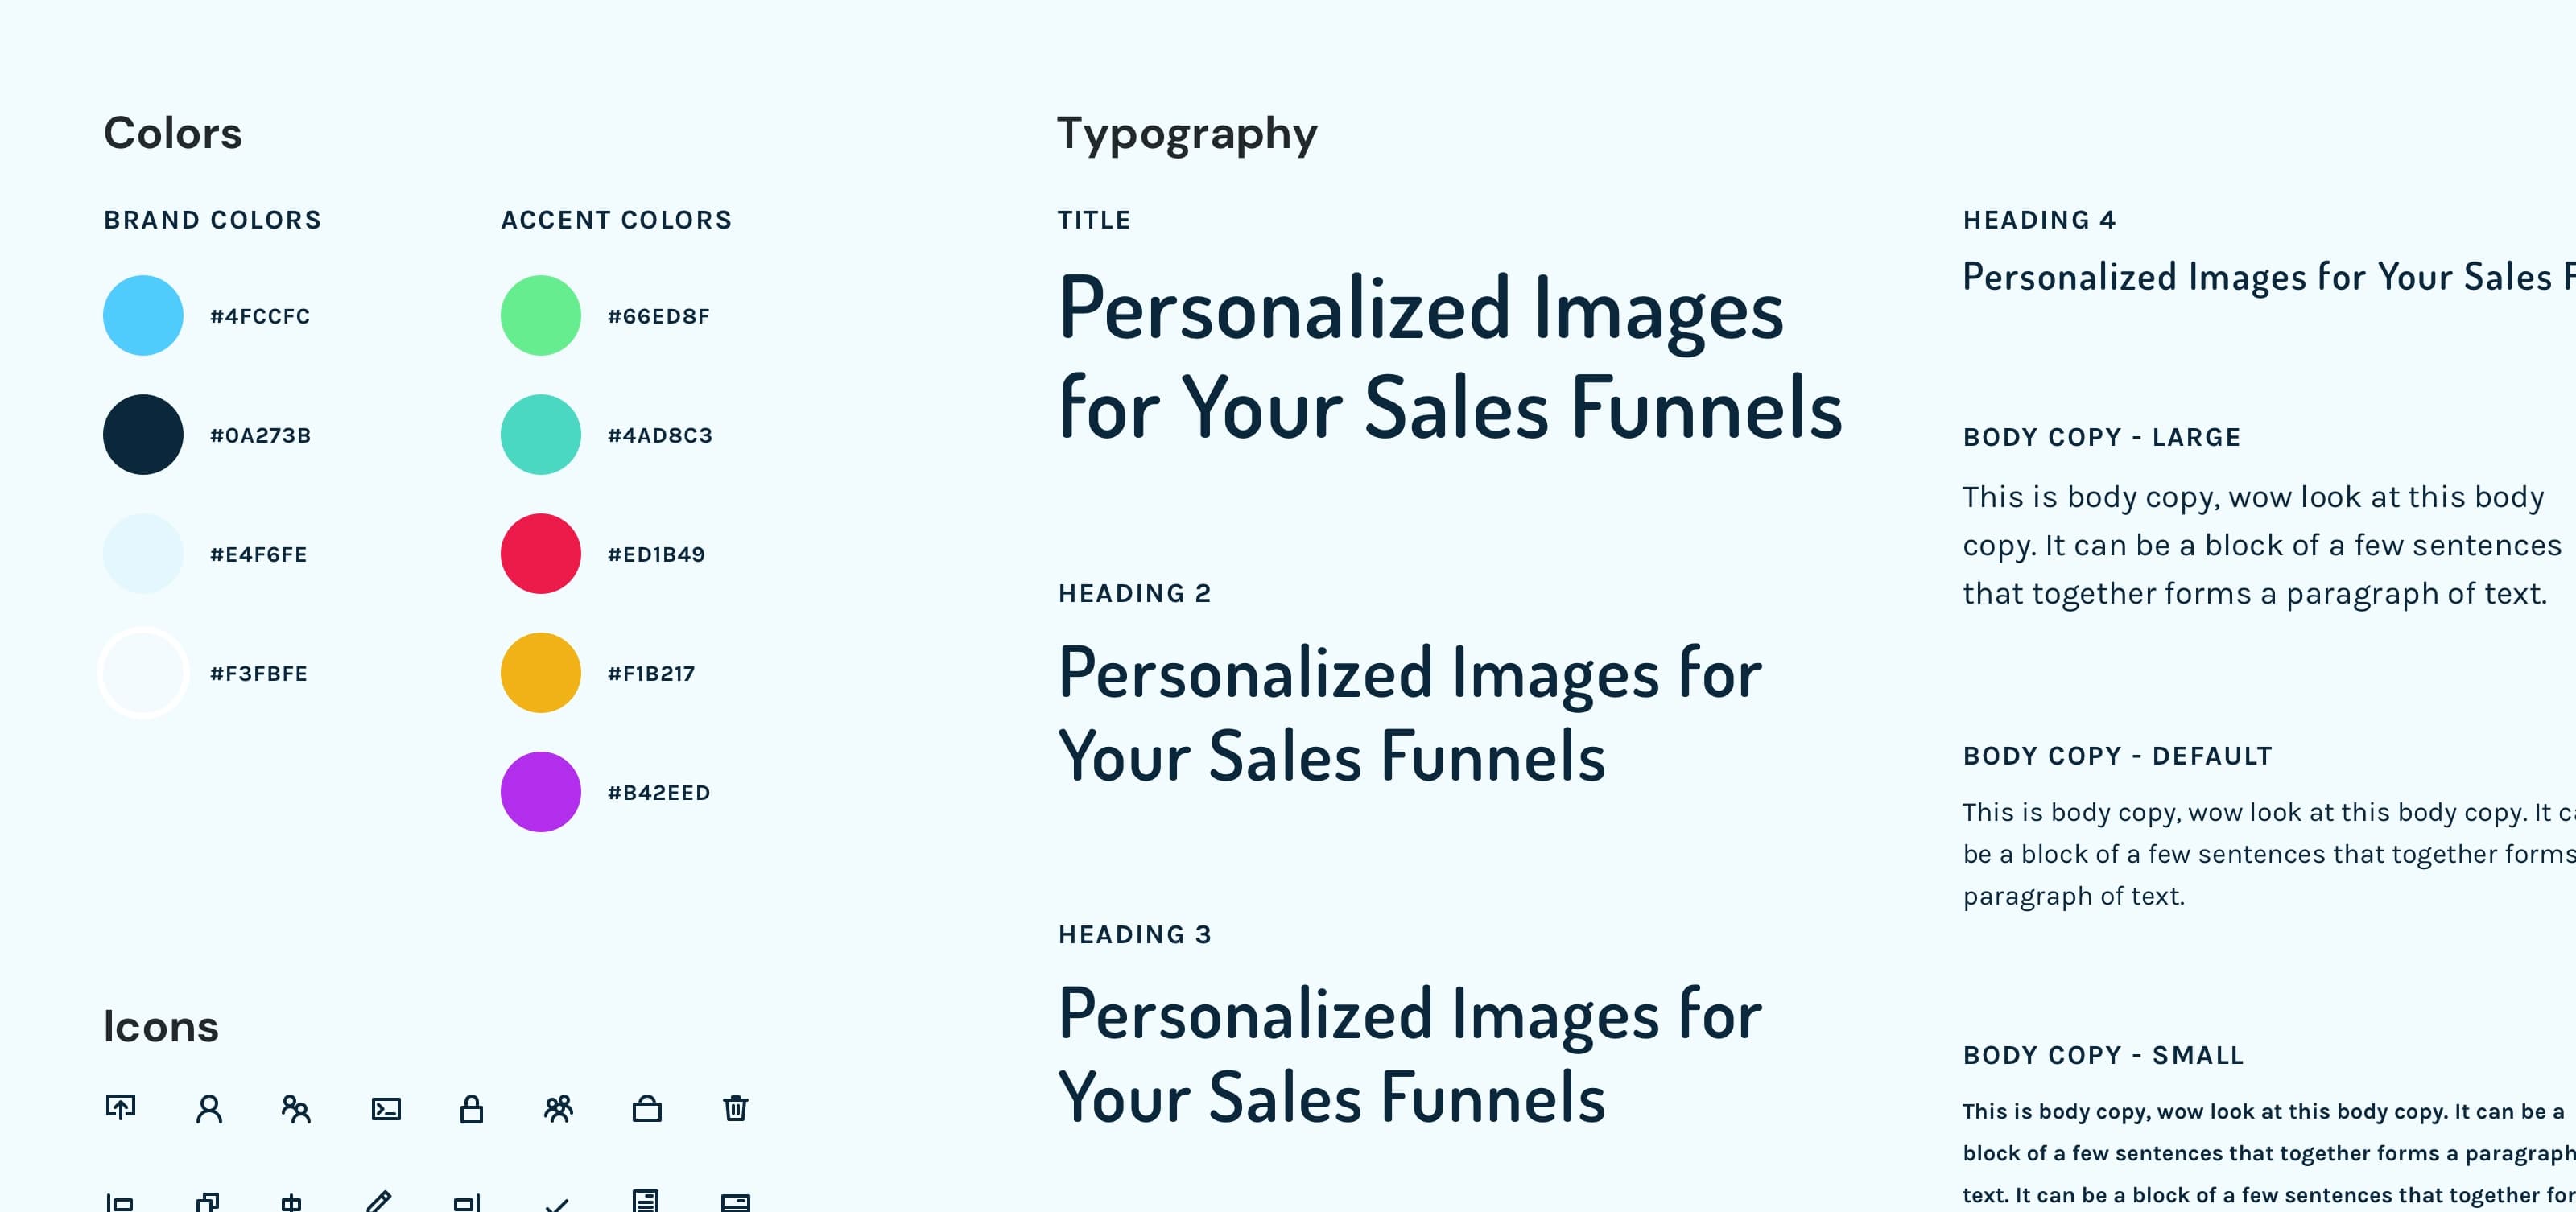 Colors
BRAND COLORS
#4FCCFC
#0A273B
#E4F6FE
#F3FBFE
ACCENT COLORS
#66ED8F
#4AD8C3
#ED1B49
#F1B217
#B42EED
Icons
Typography
TITLE
Personalized Images
for Your Sales Funnels
HEADING 2
Personalized Images for
Your Sales Funnels
HEADING 3
Personalized Images for
Your Sales Funnels
HEADING 4
Personalized Images for Your Sales
BODY COPY - LARGE
This is body copy, wow look at this body
copy. It can be a block of a few sentences
that together forms a paragraph of text.
BODY COPY - DEFAULT
This is body copy, wow look at this body copy. It
be a block of a few sentences that together forms
paragraph of text.
BODY COPY - SMALL
This is body copy, wow look at this body copy. It can be a
block of a few sentences that together forms a paragraph
text. It can be a block of a few sentences that together